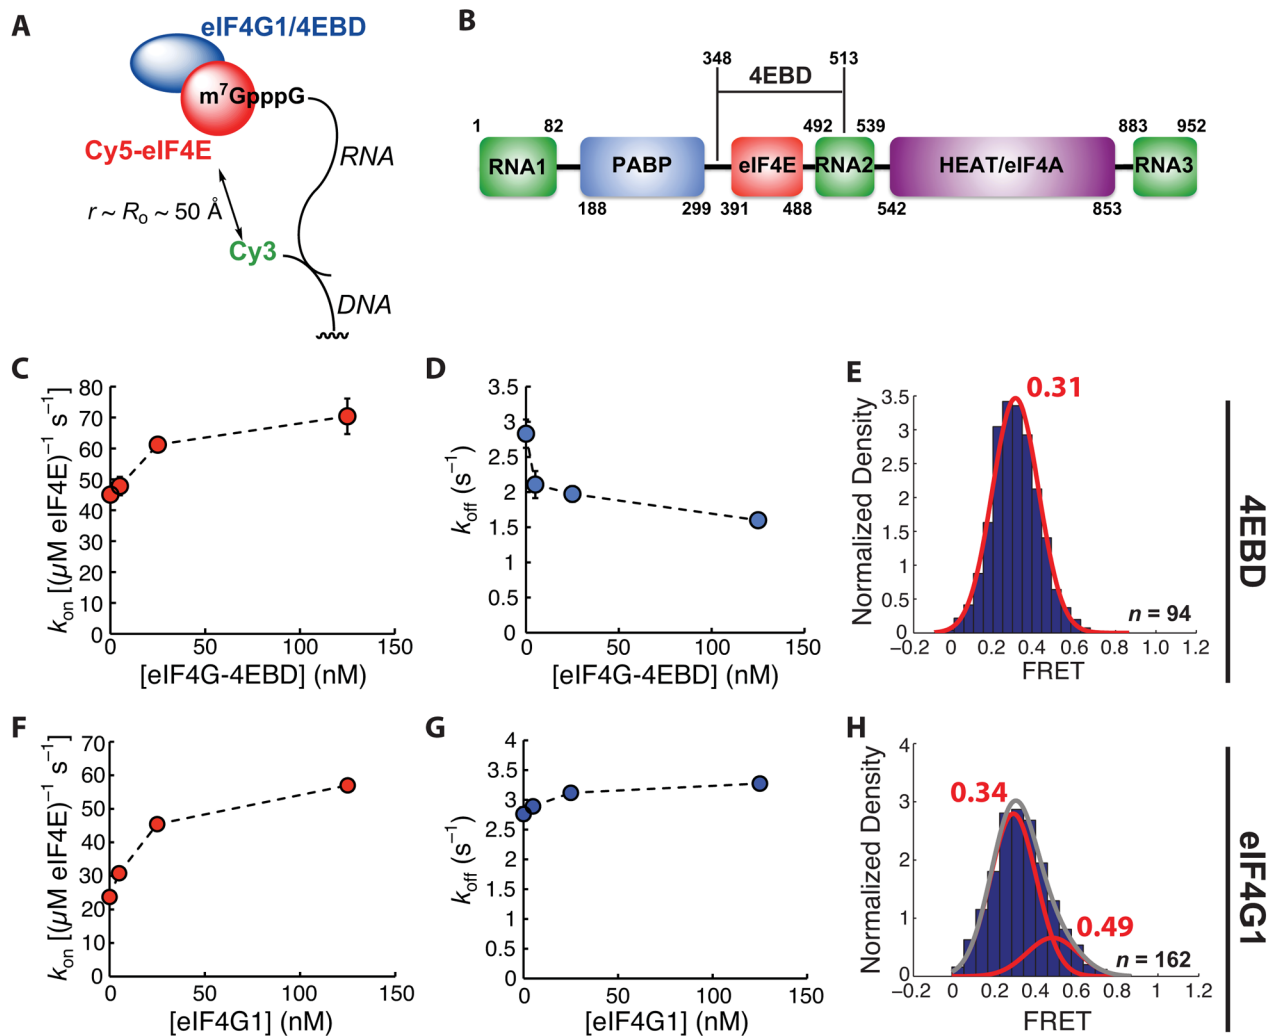 A
eIF4G1/4EBD
m⁷GpppG
Cy5-eIF4E
RNA
r ~ Rₒ ~ 50 Å
Cy3
DNA
B
348 513
4EBD
1 82 492 539 883 952
RNA1 PABP eIF4E RNA2 HEAT/eIF4A RNA3
188 299 391 488 542 853
C
kon [(μM eIF4E)⁻¹ s⁻¹]
80
70
60
50
40
30
20
10
0
0 50 100 150
[eIF4G-4EBD] (nM)
D
koff (s⁻¹)
3.5
3
2.5
2
1.5
1
0.5
0
0 50 100 150
[eIF4G-4EBD] (nM)
E
0.31
Normalized Density
3.5
3
2.5
2
1.5
1
0.5
0
n = 94
−0.2 0 0.2 0.4 0.6 0.8 1 1.2
FRET
4EBD
F
kon [(μM eIF4E)⁻¹ s⁻¹]
70
60
50
40
30
20
10
0
0 50 100 150
[eIF4G1] (nM)
G
koff (s⁻¹)
4
3.5
3
2.5
2
1.5
1
0.5
0
0 50 100 150
[eIF4G1] (nM)
H
Normalized Density
4
3
2
1
0
0.34
0.49
n = 162
−0.2 0 0.2 0.4 0.6 0.8 1 1.2
FRET
eIF4G1